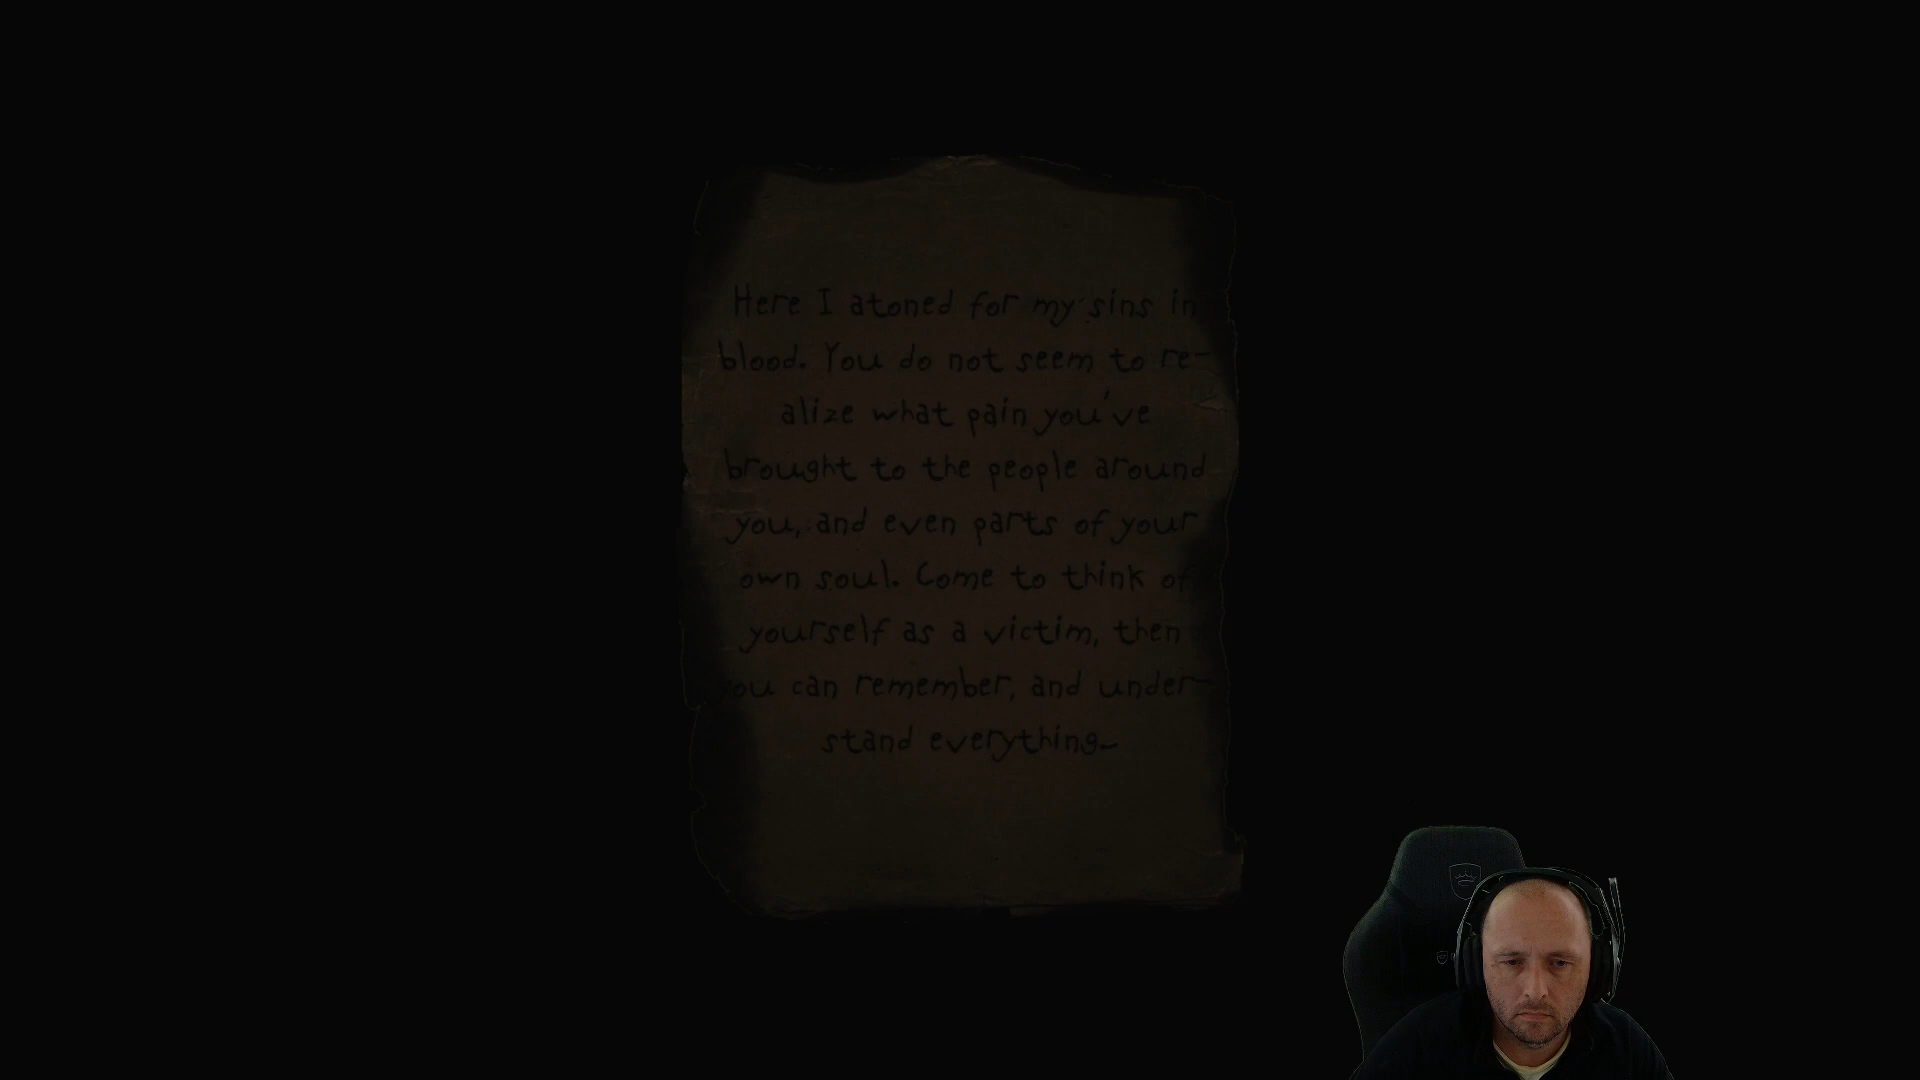 Here I atoned for my sins in
blood. You do not seem to re-
alize what pain you've
brought to the people around
you, and even parts of your
own soul. Come to think of
yourself as a victim, then
you can remember, and under-
stand everything~